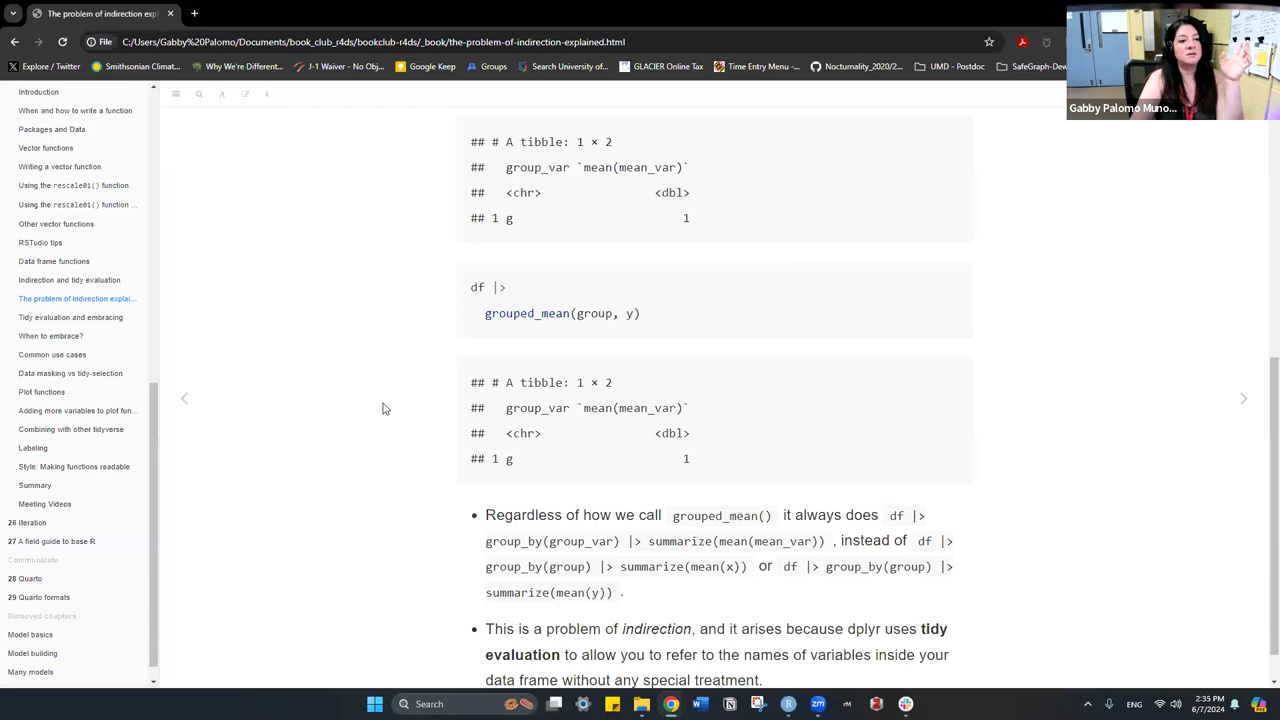 The problem of indirection expl
File
C:/Users/Gabby%20Palomo/Documents/book_club_r4ds/bookclub-r4ds/_book/the-problem-of-indirection-explained.html
Explore / Twitter
Smithsonian Climat...
Why We're Differen...
J-1 Waiver - No Obj...
Google Keep
GLACIER Online Tax
Time Entry/Menu
Nocturnality_2020/2...
UMD - Postdoc
SafeGraph-Dewey...
Gabby Palomo Muno...
Introduction
When and how to write a function
Packages and Data
Vector functions
Writing a vector function
Using the rescale01() function
Using the rescale01() function ...
Other vector functions
RSTudio tips
Data frame functions
Indirection and tidy evaluation
The problem of indirection explai...
Tidy evaluation and embracing
When to embrace?
Common use cases
Data masking vs tidy-selection
Plot functions
Adding more variables to plot fun...
Combining with other tidyverse
Labeling
Style: Making functions readable
Summary
Meeting Videos
26 Iteration
27 A field guide to base R
Communicate
28 Quarto
29 Quarto formats
Removed chapters
Model basics
Model building
Many models
## # A tibble: 1 × 2
## group_var `mean(mean_var)`
## <chr> <dbl>
## 1 g 1
df |>
grouped_mean(group, y)
## # A tibble: 1 × 2
## group_var `mean(mean_var)`
## <chr> <dbl>
## 1 g 1
• Regardless of how we call grouped_mean() it always does df |>
group_by(group_var) |> summarize(mean(mean_var)) , instead of df |>
group_by(group) |> summarize(mean(x)) or df |> group_by(group) |>
summarize(mean(y)) .
• This is a problem of indirection, and it arises because dplyr uses tidy
evaluation to allow you to refer to the names of variables inside your
data frame without any special treatment.
Search
ENG
2:35 PM
6/7/2024